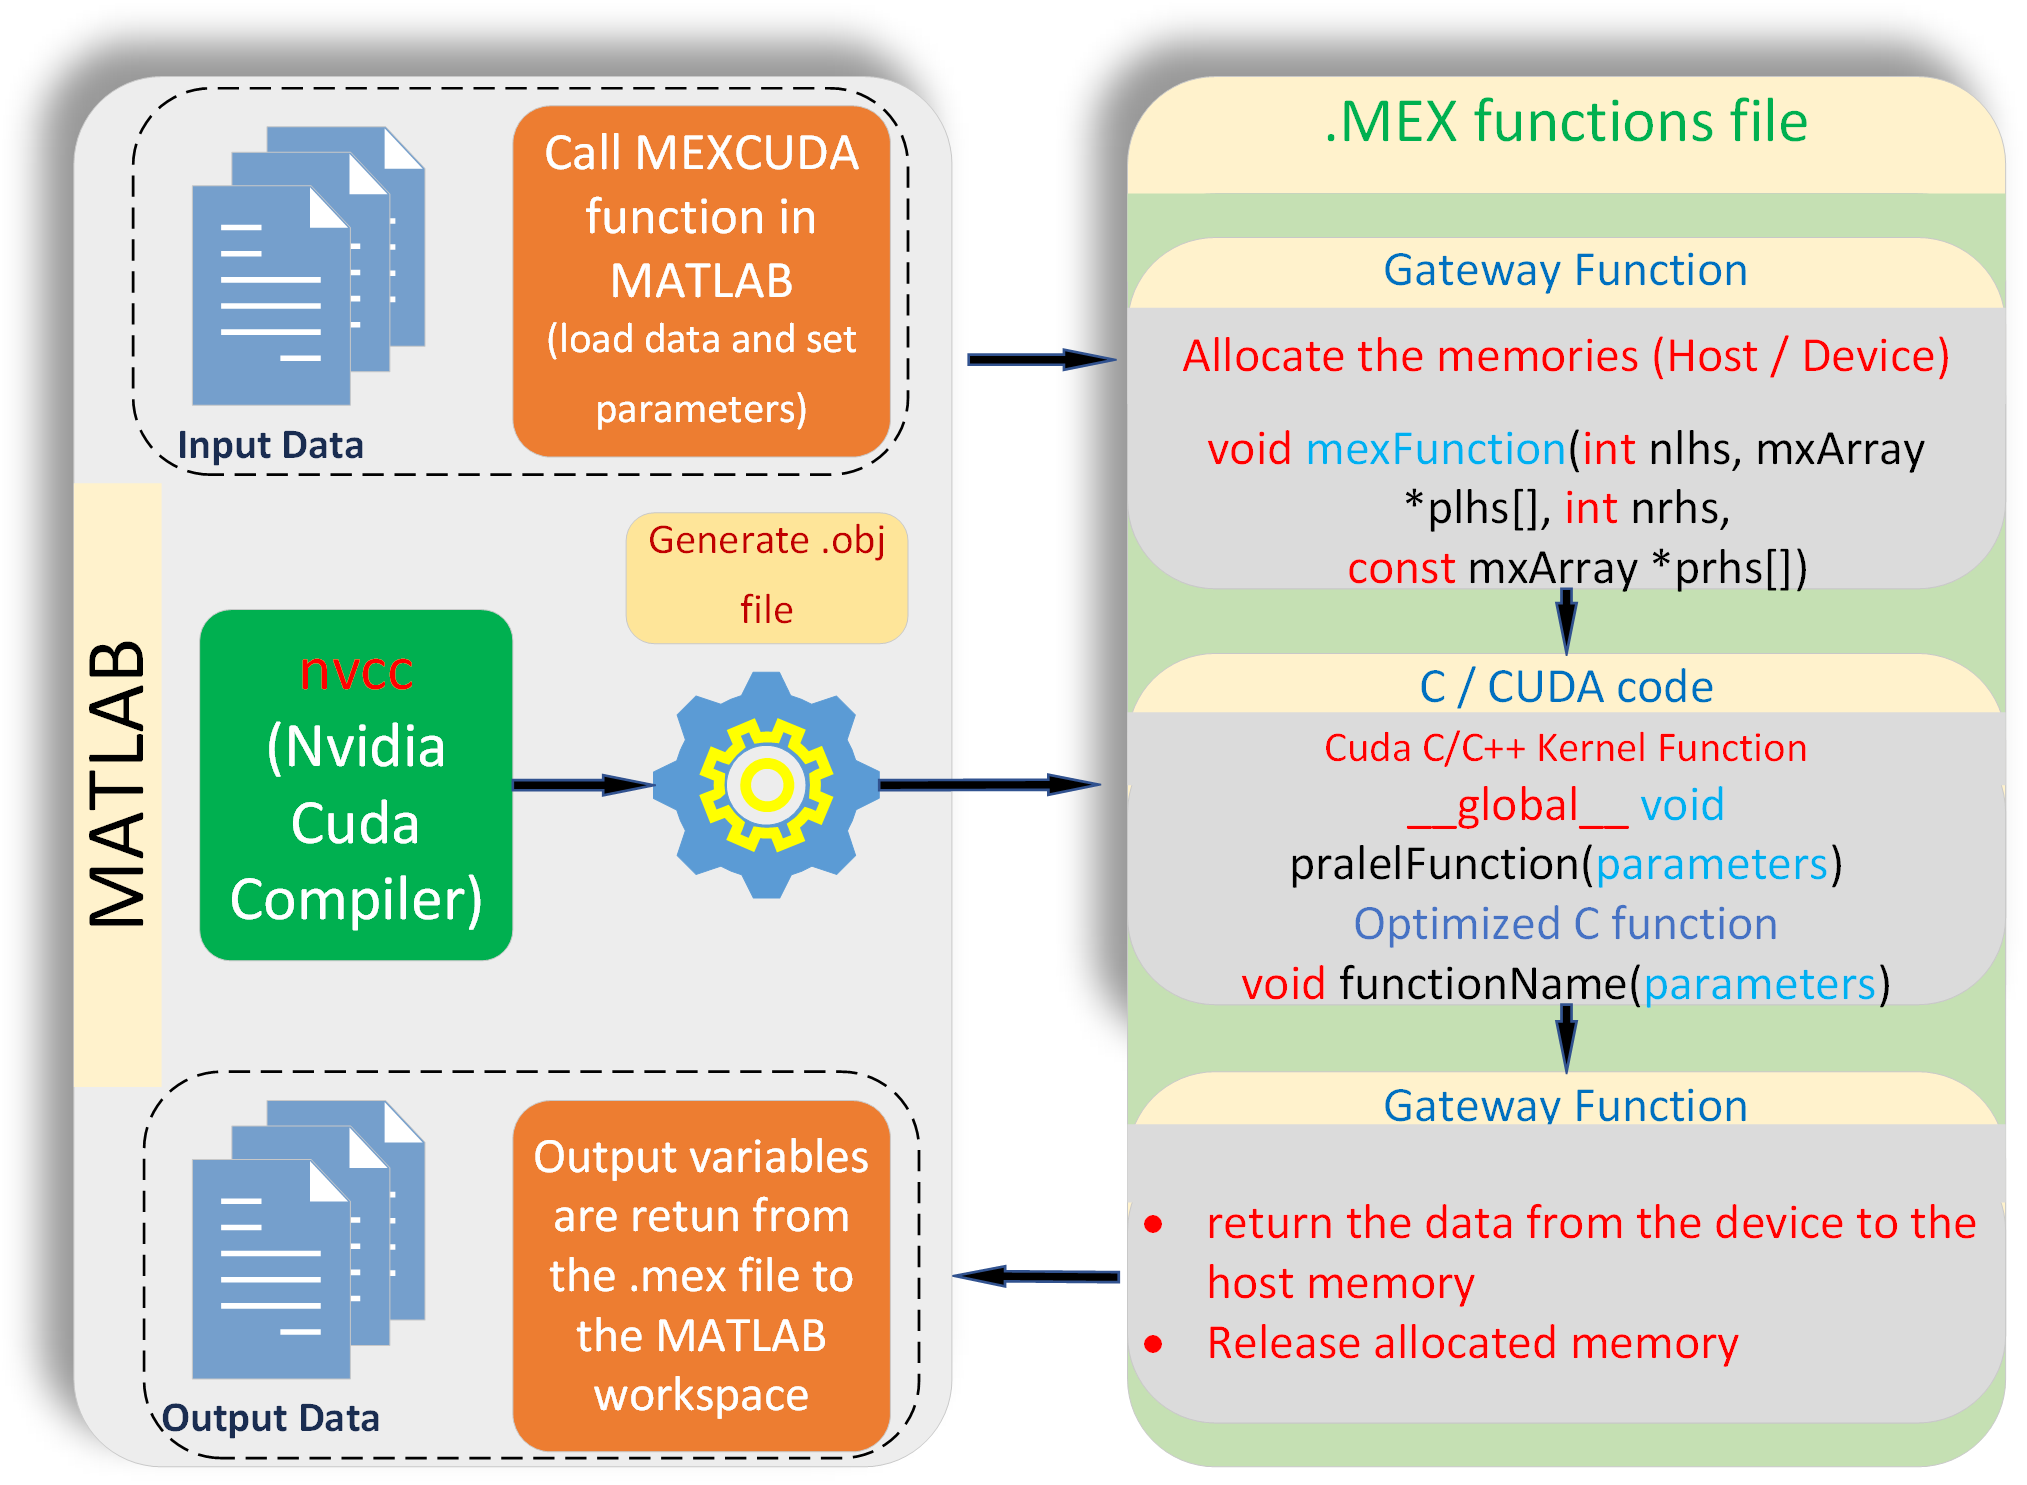 Call MEXCUDA
function in
MATLAB
(load data and set
parameters)
Input Data
MATLAB
Generate .obj
file
nvcc
(Nvidia
Cuda
Compiler)
Output variables
are retun from
the .mex file to
the MATLAB
workspace
Output Data
.MEX functions file
Gateway Function
Allocate the memories (Host / Device)
void mexFunction(int nlhs, mxArray
*plhs[], int nrhs,
const mxArray *prhs[])
C / CUDA code
Cuda C/C++ Kernel Function
__global__ void
pralelFunction(parameters)
Optimized C function
void functionName(parameters)
Gateway Function
• return the data from the device to the
host memory
• Release allocated memory